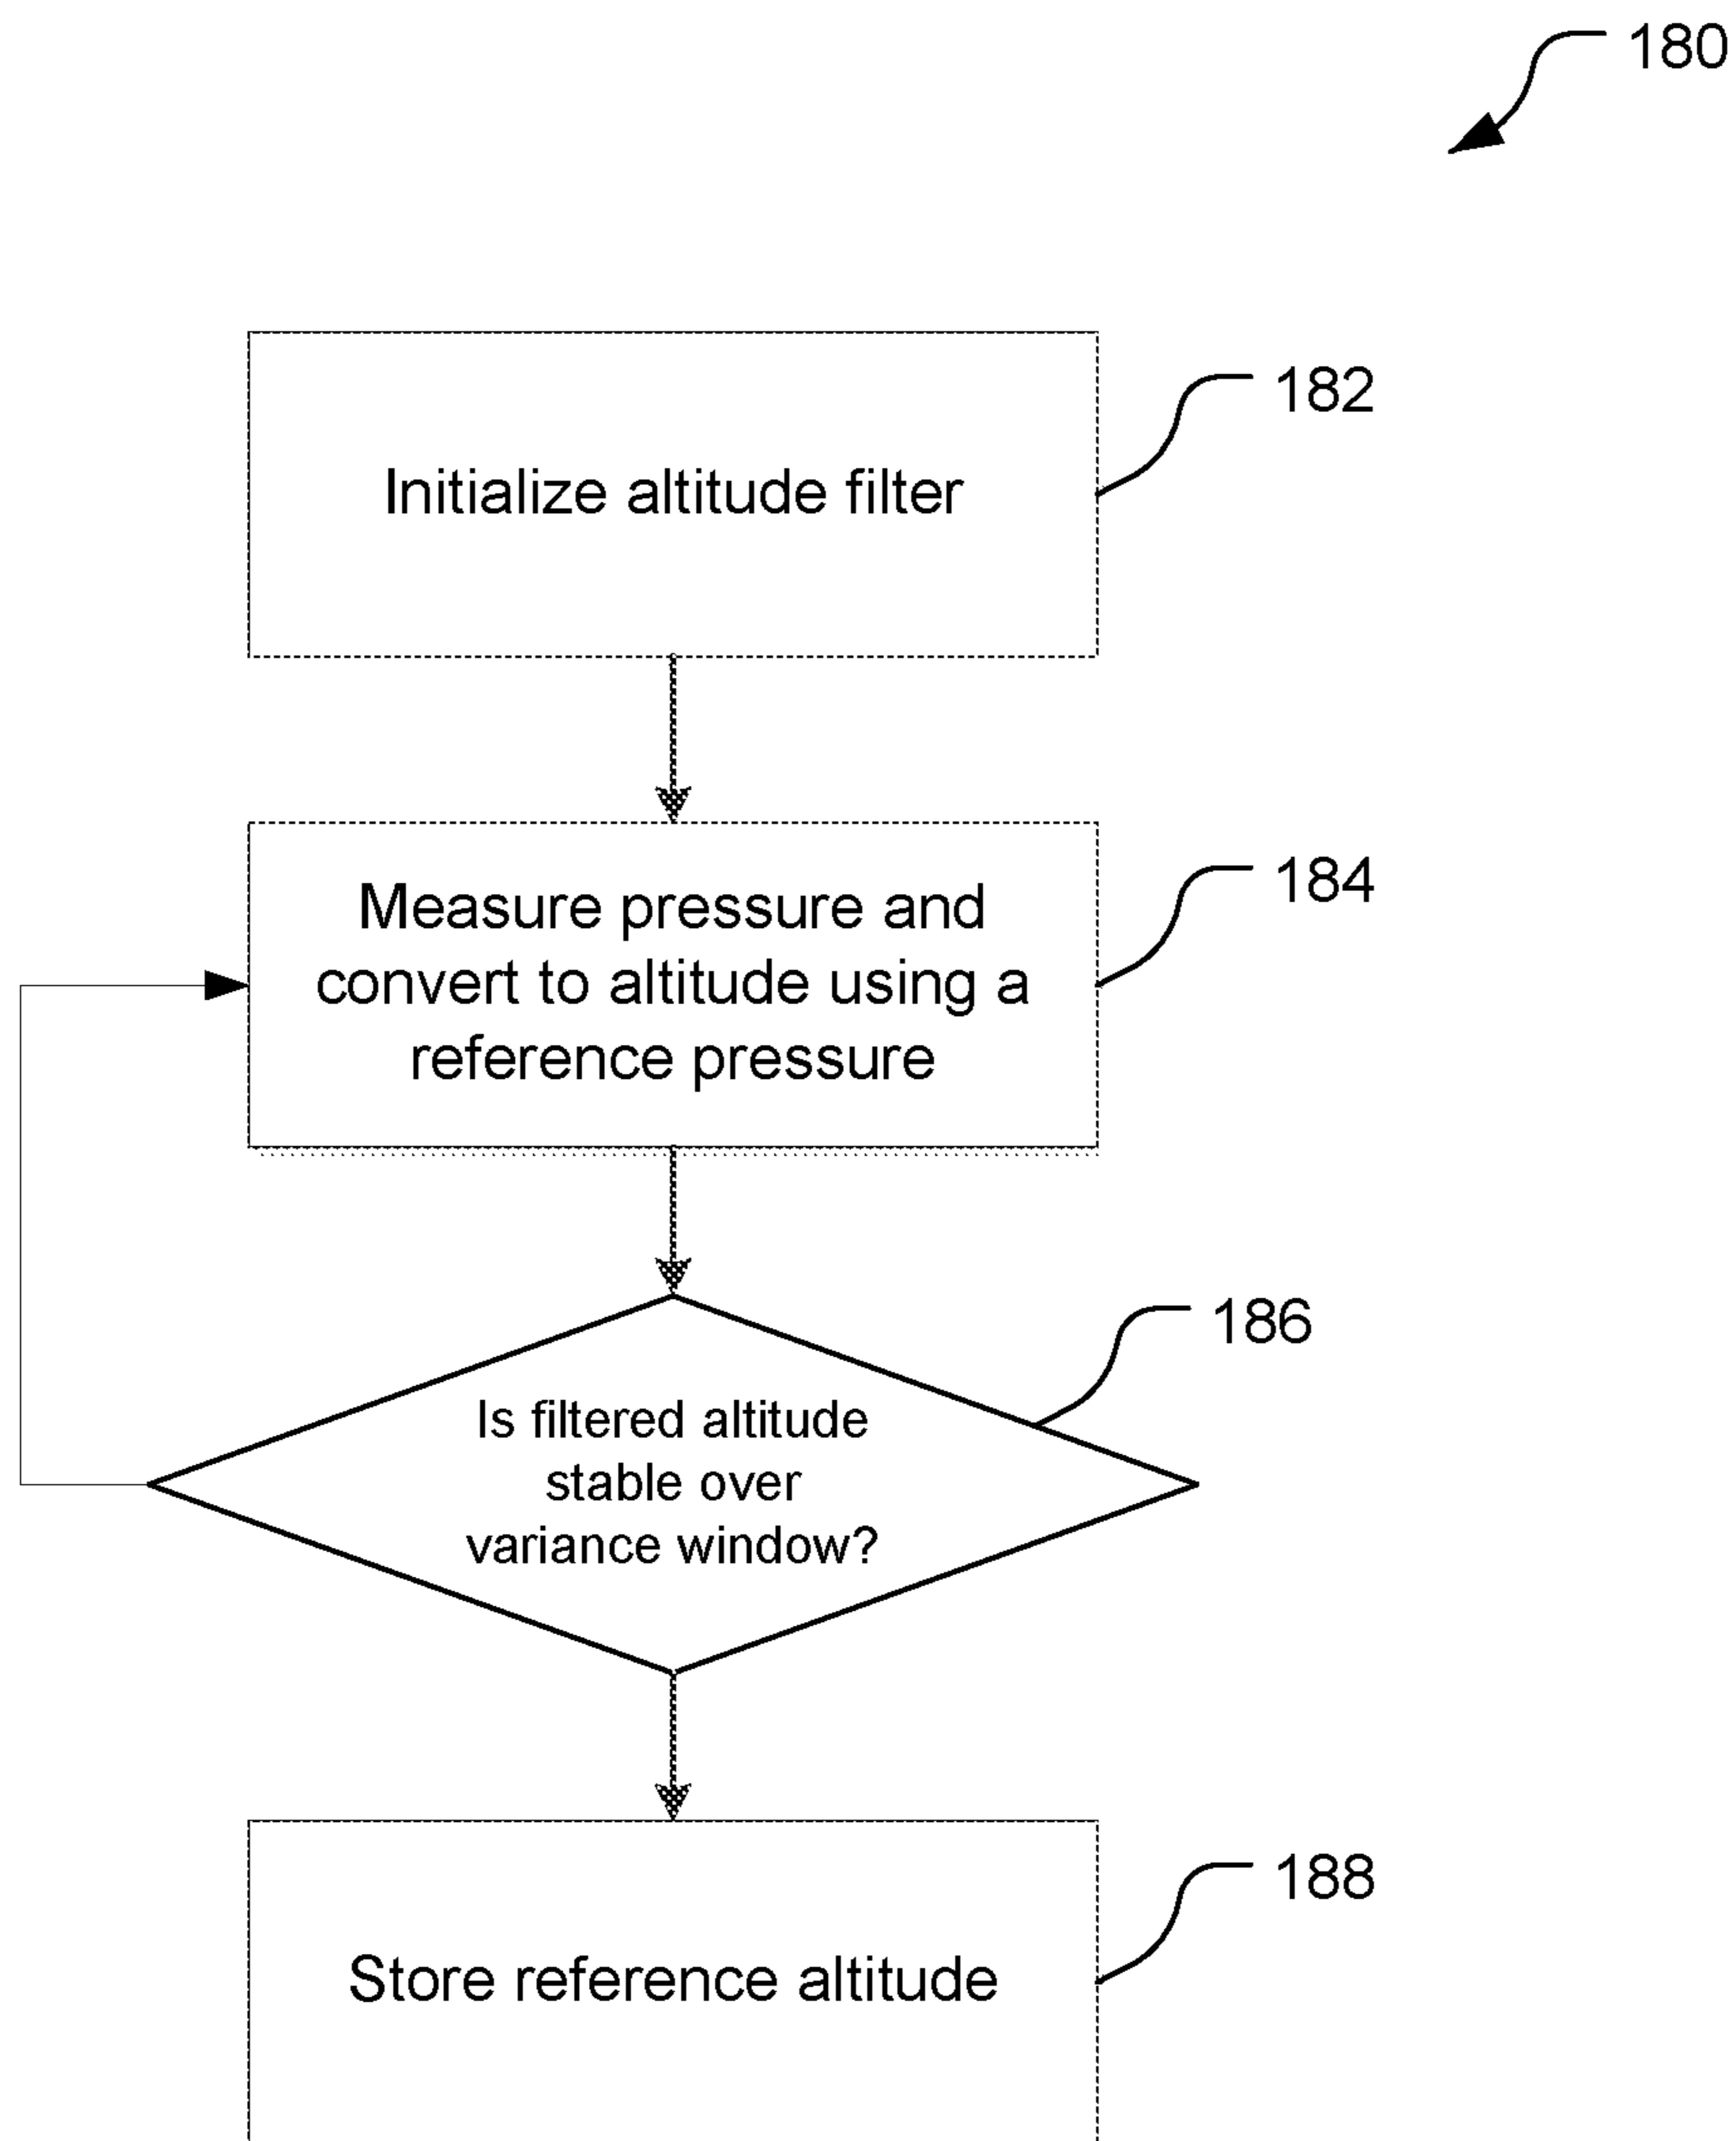 180
Initialize altitude filter
182
Measure pressure and
convert to altitude using a
reference pressure
184
Is filtered altitude
stable over
variance window?
186
Store reference altitude
188